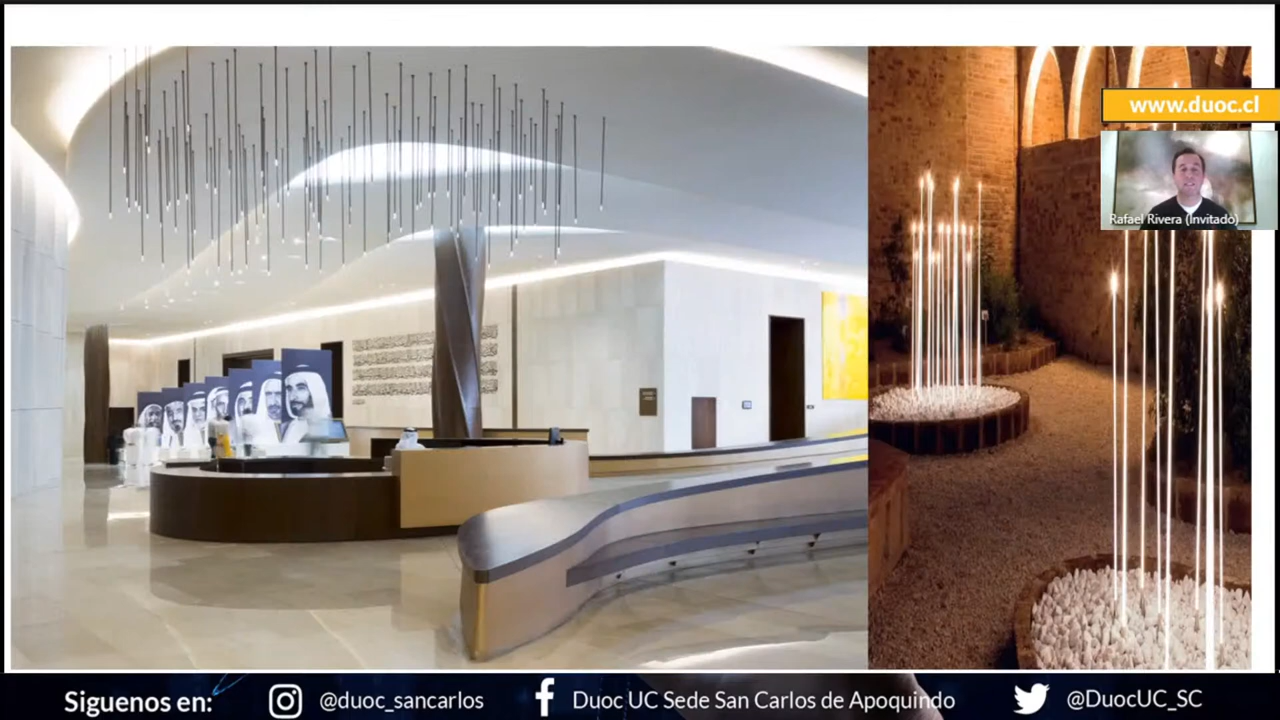 www.duoc.cl
Rafael Rivera (Invitado)
Siguenos en:
@duoc_sancarlos
Duoc UC Sede San Carlos de Apoquindo
@DuocUC_SC